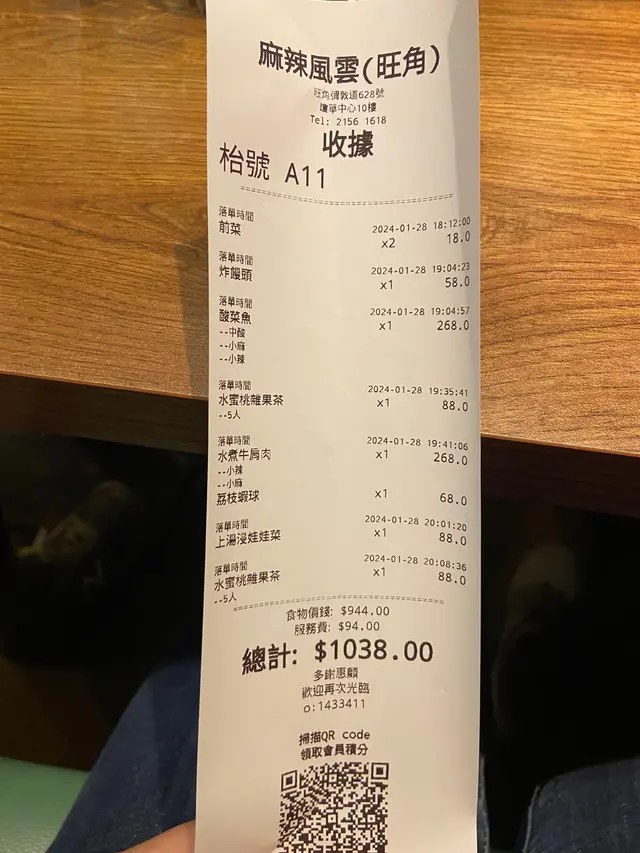 麻辣風雲(旺角)
旺角彌敦道628號
瓊華中心10樓
Tel: 2156 1618
收據
枱號 A11
落單時間 2024-01-28 18:12:00
前菜 x2 18.0
落單時間 2024-01-28 19:04:23
炸饅頭 x1 58.0
落單時間 2024-01-28 19:04:57
酸菜魚 x1 268.0
--中酸
--小麻
--小辣
落單時間 2024-01-28 19:35:41
水蜜桃雜果茶 x1 88.0
--5人
落單時間 2024-01-28 19:41:06
水煮牛肩肉 x1 268.0
--小辣
--小麻
荔枝蝦球 x1 68.0
落單時間 2024-01-28 20:01:20
上湯浸娃娃菜 x1 88.0
落單時間 2024-01-28 20:08:36
水蜜桃雜果茶 x1 88.0
--5人
食物價錢: $944.00
服務費: $94.00
總計: $1038.00
多謝惠顧
歡迎再次光臨
o:1433411
掃描QR code
領取會員積分